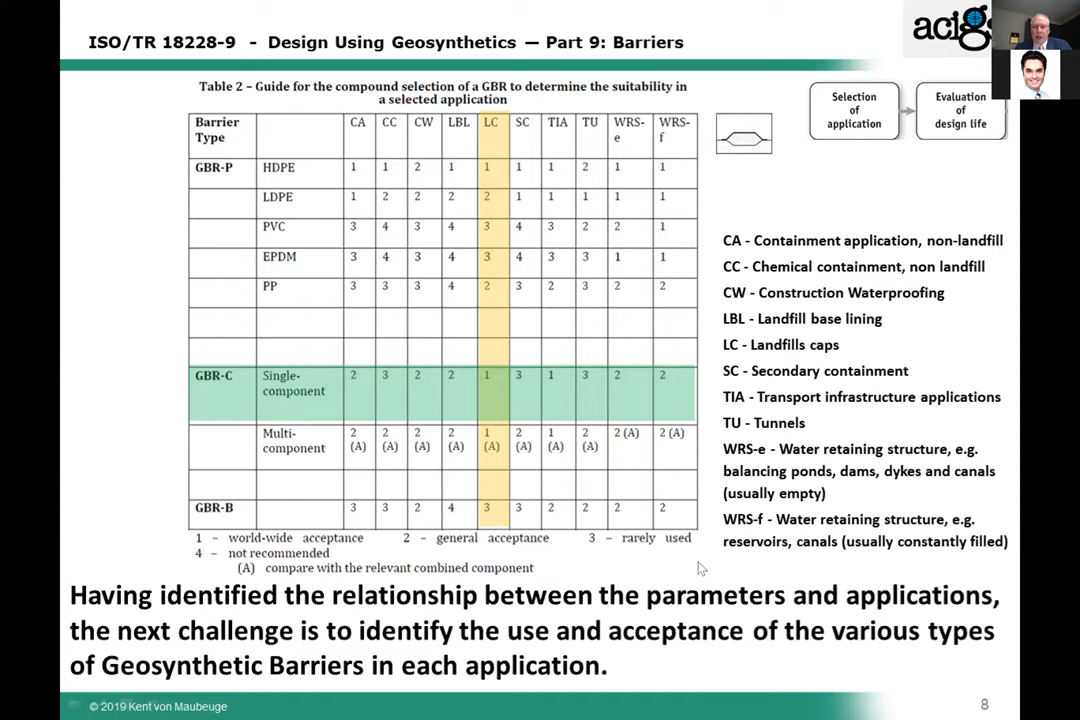 ISO/TR 18228-9 - Design Using Geosynthetics — Part 9: Barriers
acigs
Table 2 – Guide for the compound selection of a GBR to determine the suitability in
a selected application
Barrier Type CA CC CW LBL LC SC TIA TU WRS-e WRS-f
GBR-P HDPE 1 1 2 1 1 1 1 2 1 1
LDPE 1 2 2 2 2 1 1 1 1 1
PVC 3 4 3 4 3 4 3 2 2 1
EPDM 3 4 3 4 3 4 3 3 1 1
PP 3 3 3 4 2 3 2 3 2 2
GBR-C Single-component 2 3 2 2 1 3 1 3 2 2
Multi-component 2 (A) 2 (A) 2 (A) 2 (A) 1 (A) 2 (A) 1 (A) 2 (A) 2 (A) 2 (A)
GBR-B 3 3 2 4 3 3 2 2 2 2
1 – world-wide acceptance 2 – general acceptance 3 – rarely used
4 – not recommended
(A) compare with the relevant combined component
Selection
of
application
Evaluation
of
design life
CA - Containment application, non-landfill
CC - Chemical containment, non landfill
CW - Construction Waterproofing
LBL - Landfill base lining
LC - Landfills caps
SC - Secondary containment
TIA - Transport infrastructure applications
TU - Tunnels
WRS-e - Water retaining structure, e.g.
balancing ponds, dams, dykes and canals
(usually empty)
WRS-f - Water retaining structure, e.g.
reservoirs, canals (usually constantly filled)
Having identified the relationship between the parameters and applications,
the next challenge is to identify the use and acceptance of the various types
of Geosynthetic Barriers in each application.
© 2019 Kent von Maubeuge
8